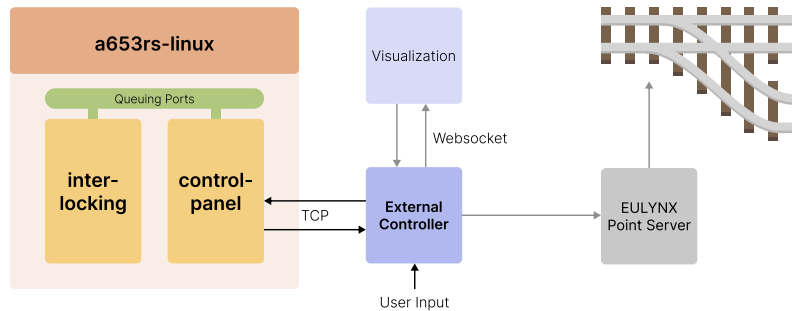 a653rs-linux
Queuing Ports
inter-
locking
control-
panel
TCP
Visualization
Websocket
External
Controller
User Input
EULYNX
Point Server